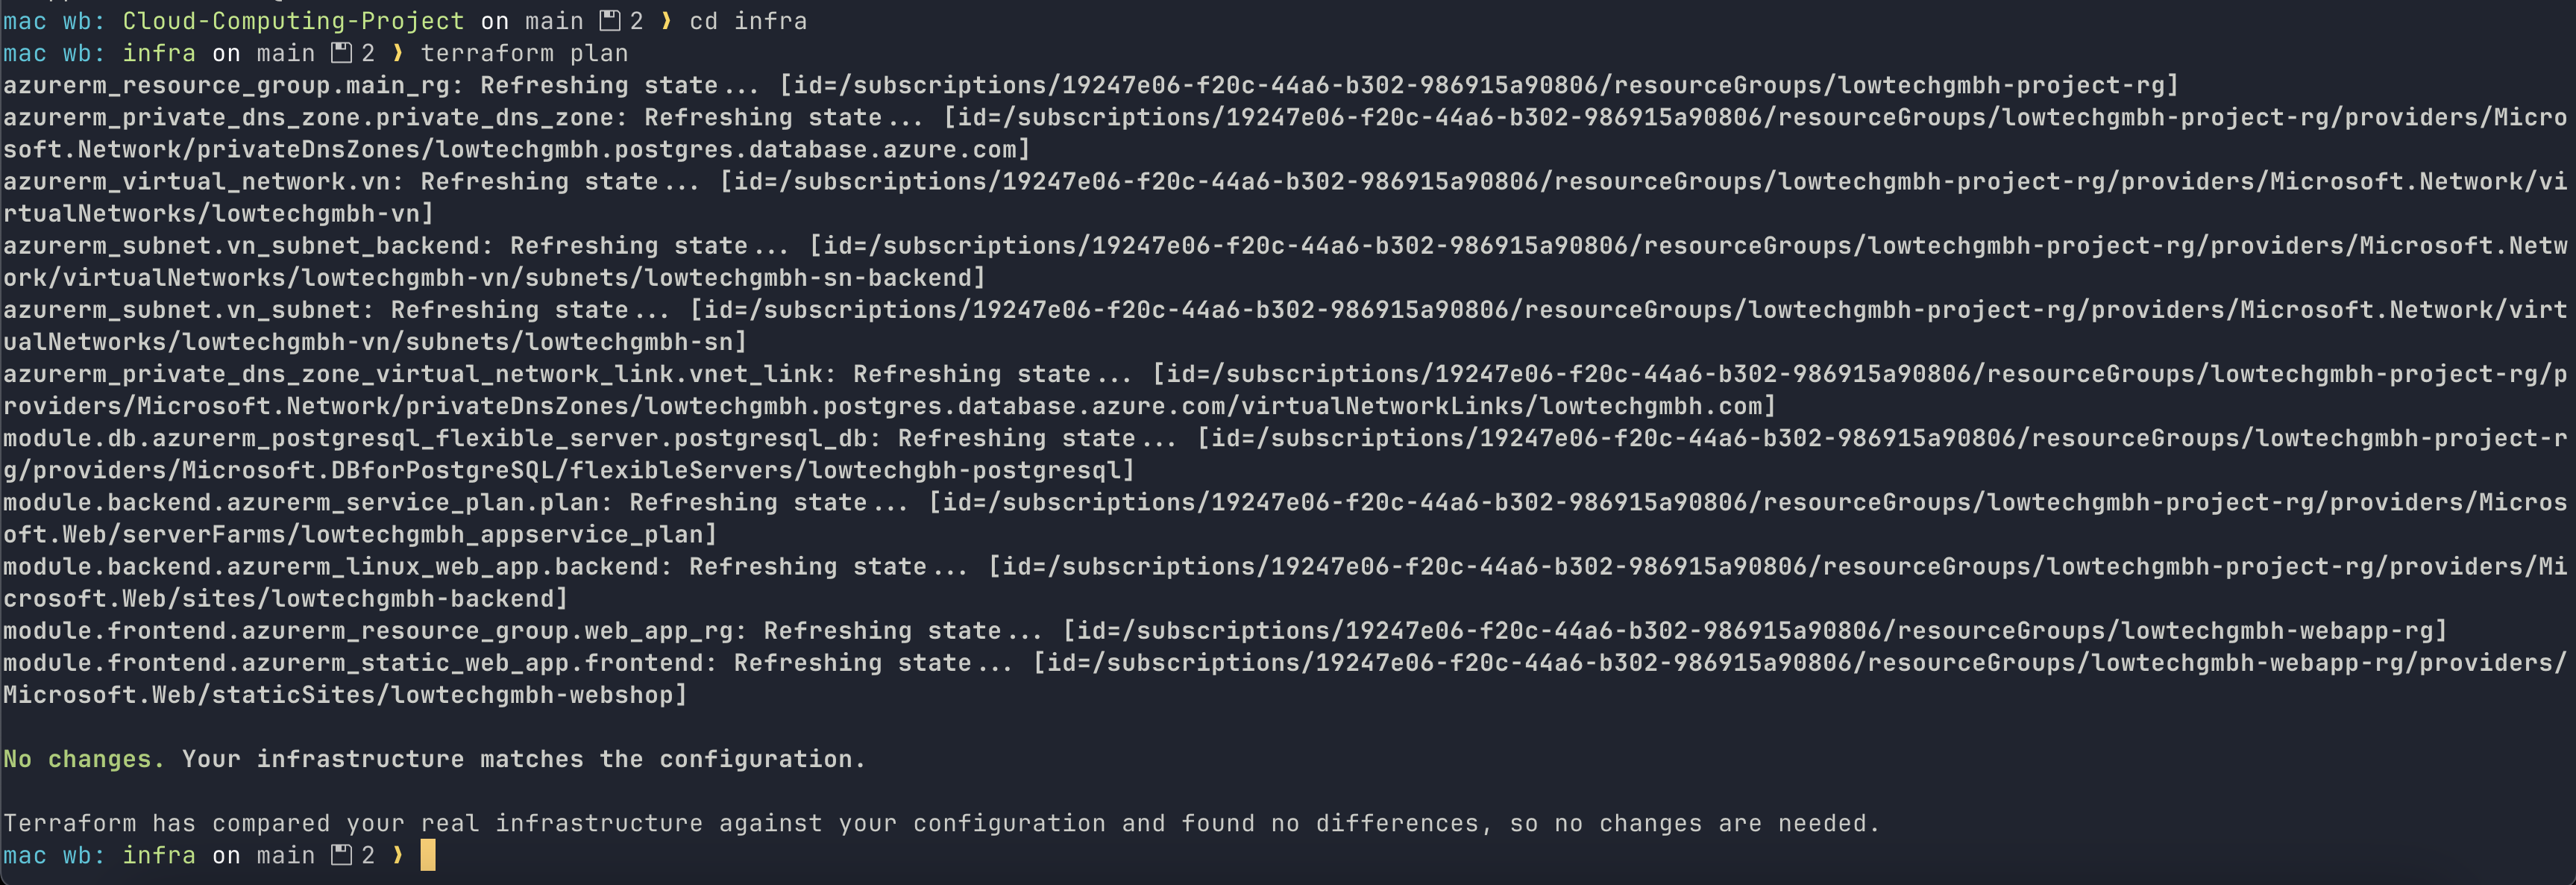 mac wb: Cloud-Computing-Project on main 💾 2 ❯ cd infra
mac wb: infra on main 💾 2 ❯ terraform plan
azurerm_resource_group.main_rg: Refreshing state... [id=/subscriptions/19247e06-f20c-44a6-b302-986915a90806/resourceGroups/lowtechgmbh-project-rg]
azurerm_private_dns_zone.private_dns_zone: Refreshing state... [id=/subscriptions/19247e06-f20c-44a6-b302-986915a90806/resourceGroups/lowtechgmbh-project-rg/providers/Micro
soft.Network/privateDnsZones/lowtechgmbh.postgres.database.azure.com]
azurerm_virtual_network.vn: Refreshing state... [id=/subscriptions/19247e06-f20c-44a6-b302-986915a90806/resourceGroups/lowtechgmbh-project-rg/providers/Microsoft.Network/vi
rtualNetworks/lowtechgmbh-vn]
azurerm_subnet.vn_subnet_backend: Refreshing state... [id=/subscriptions/19247e06-f20c-44a6-b302-986915a90806/resourceGroups/lowtechgmbh-project-rg/providers/Microsoft.Netw
ork/virtualNetworks/lowtechgmbh-vn/subnets/lowtechgmbh-sn-backend]
azurerm_subnet.vn_subnet: Refreshing state... [id=/subscriptions/19247e06-f20c-44a6-b302-986915a90806/resourceGroups/lowtechgmbh-project-rg/providers/Microsoft.Network/virt
ualNetworks/lowtechgmbh-vn/subnets/lowtechgmbh-sn]
azurerm_private_dns_zone_virtual_network_link.vnet_link: Refreshing state... [id=/subscriptions/19247e06-f20c-44a6-b302-986915a90806/resourceGroups/lowtechgmbh-project-rg/p
roviders/Microsoft.Network/privateDnsZones/lowtechgmbh.postgres.database.azure.com/virtualNetworkLinks/lowtechgmbh.com]
module.db.azurerm_postgresql_flexible_server.postgresql_db: Refreshing state... [id=/subscriptions/19247e06-f20c-44a6-b302-986915a90806/resourceGroups/lowtechgmbh-project-r
g/providers/Microsoft.DBforPostgreSQL/flexibleServers/lowtechgbh-postgresql]
module.backend.azurerm_service_plan.plan: Refreshing state... [id=/subscriptions/19247e06-f20c-44a6-b302-986915a90806/resourceGroups/lowtechgmbh-project-rg/providers/Micros
oft.Web/serverFarms/lowtechgmbh_appservice_plan]
module.backend.azurerm_linux_web_app.backend: Refreshing state... [id=/subscriptions/19247e06-f20c-44a6-b302-986915a90806/resourceGroups/lowtechgmbh-project-rg/providers/Mi
crosoft.Web/sites/lowtechgmbh-backend]
module.frontend.azurerm_resource_group.web_app_rg: Refreshing state... [id=/subscriptions/19247e06-f20c-44a6-b302-986915a90806/resourceGroups/lowtechgmbh-webapp-rg]
module.frontend.azurerm_static_web_app.frontend: Refreshing state... [id=/subscriptions/19247e06-f20c-44a6-b302-986915a90806/resourceGroups/lowtechgmbh-webapp-rg/providers/
Microsoft.Web/staticSites/lowtechgmbh-webshop]
No changes. Your infrastructure matches the configuration.
Terraform has compared your real infrastructure against your configuration and found no differences, so no changes are needed.
mac wb: infra on main 💾 2 ❯